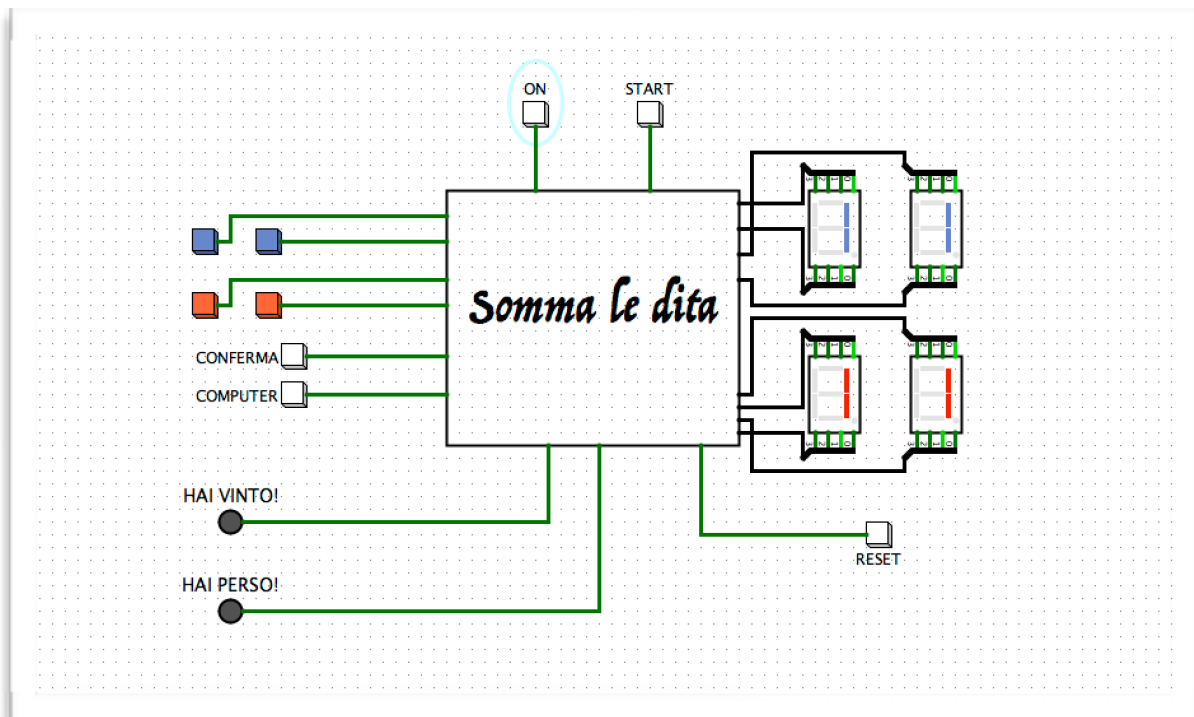 ON
START
Somma le dita
CONFERMA
COMPUTER
HAI VINTO!
RESET
HAI PERSO!